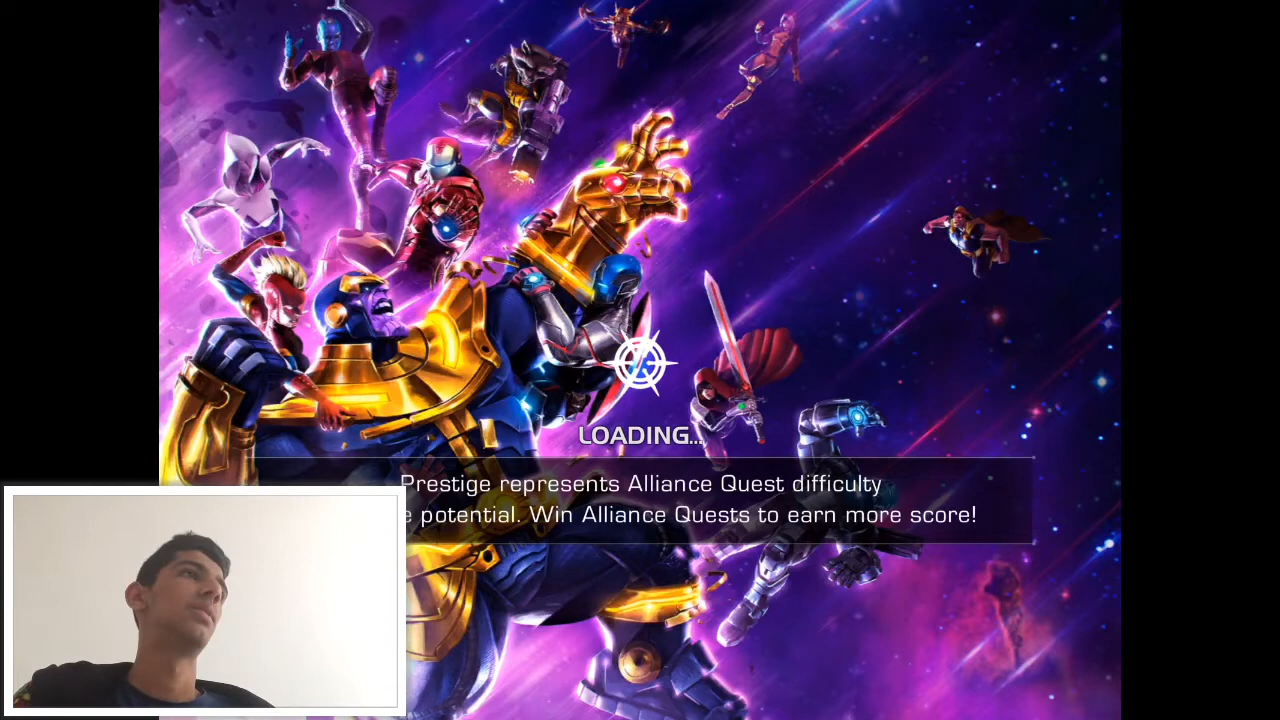 LOADING...
Prestige represents Alliance Quest difficulty
potential. Win Alliance Quests to earn more score!